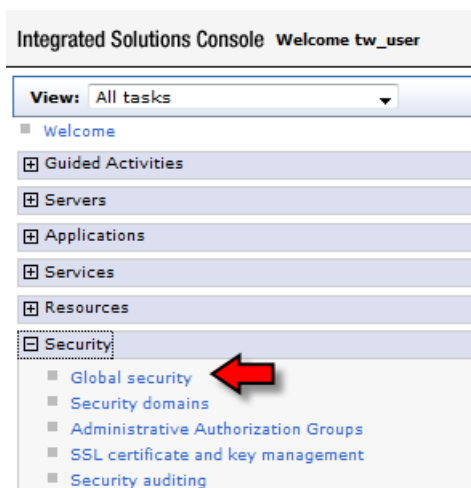 Integrated Solutions Console Welcome tw_user
View: All tasks
Welcome
Guided Activities
Servers
Applications
Services
Resources
Security
Global security
Security domains
Administrative Authorization Groups
SSL certificate and key management
Security auditing